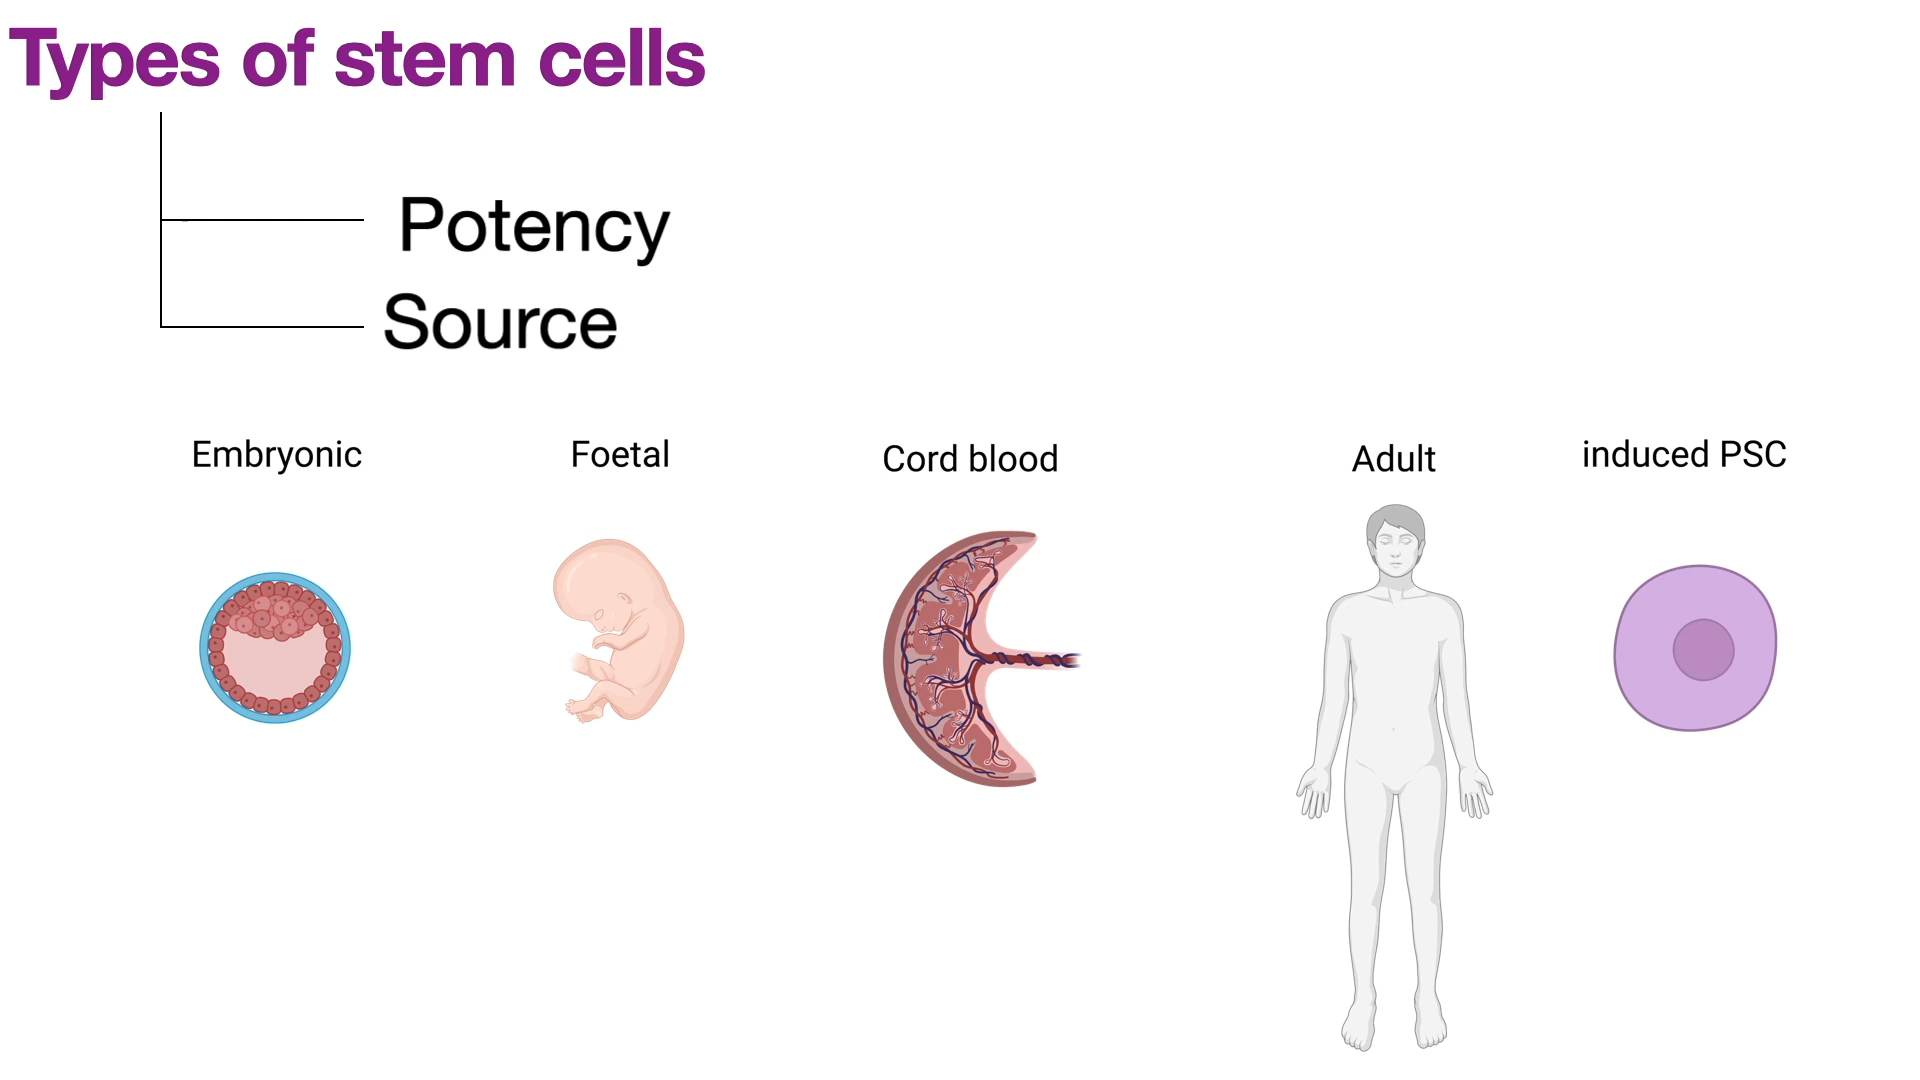 Types of stem cells
Potency
Source
Embryonic
Foetal
Cord blood
Adult
induced PSC